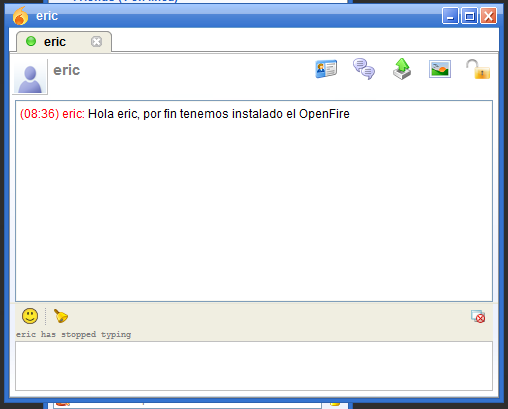 eric
eric
eric
(08:36) eric: Hola eric, por fin tenemos instalado el OpenFire
eric has stopped typing